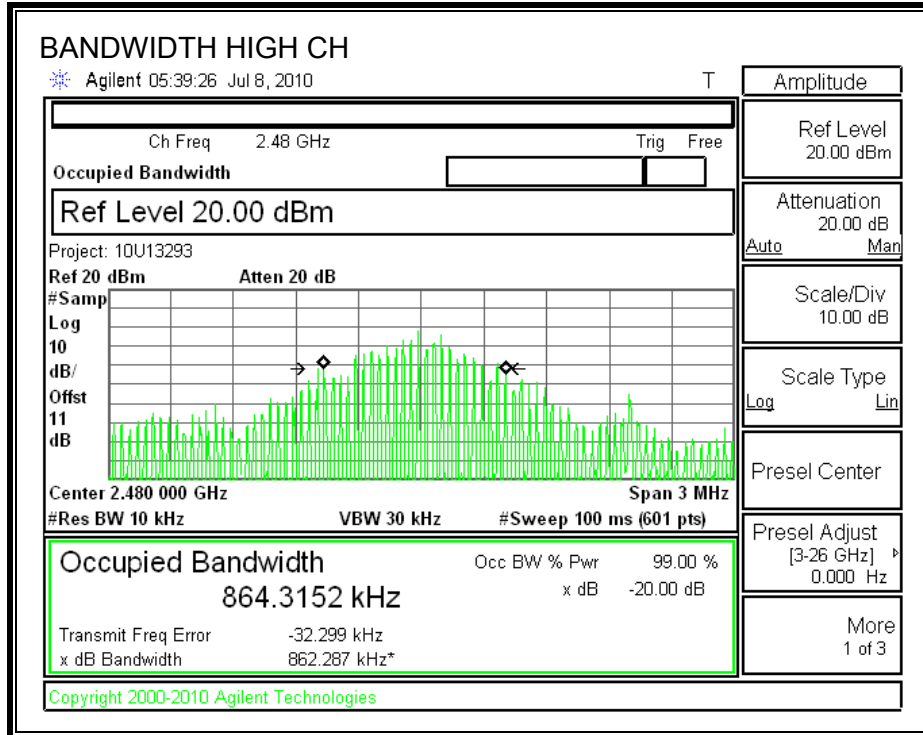 BANDWIDTH HIGH CH
Agilent 05:39:26 Jul 8, 2010 T
Ch Freq 2.48 GHz Trig Free
Occupied Bandwidth
Ref Level 20.00 dBm
Project: 10U13293
Ref 20 dBm Atten 20 dB
#Samp
Log
10
dB/
Offst
11
dB
Center 2.480 000 GHz Span 3 MHz
#Res BW 10 kHz VBW 30 kHz #Sweep 100 ms (601 pts)
Occupied Bandwidth Occ BW % Pwr 99.00 %
864.3152 kHz x dB -20.00 dB
Transmit Freq Error -32.299 kHz
x dB Bandwidth 862.287 kHz*
Copyright 2000-2010 Agilent Technologies
Amplitude
Ref Level
20.00 dBm
Attenuation
20.00 dB
Auto Man
Scale/Div
10.00 dB
Scale Type
Log Lin
Presel Center
Presel Adjust
[3-26 GHz]
0.000 Hz
More
1 of 3